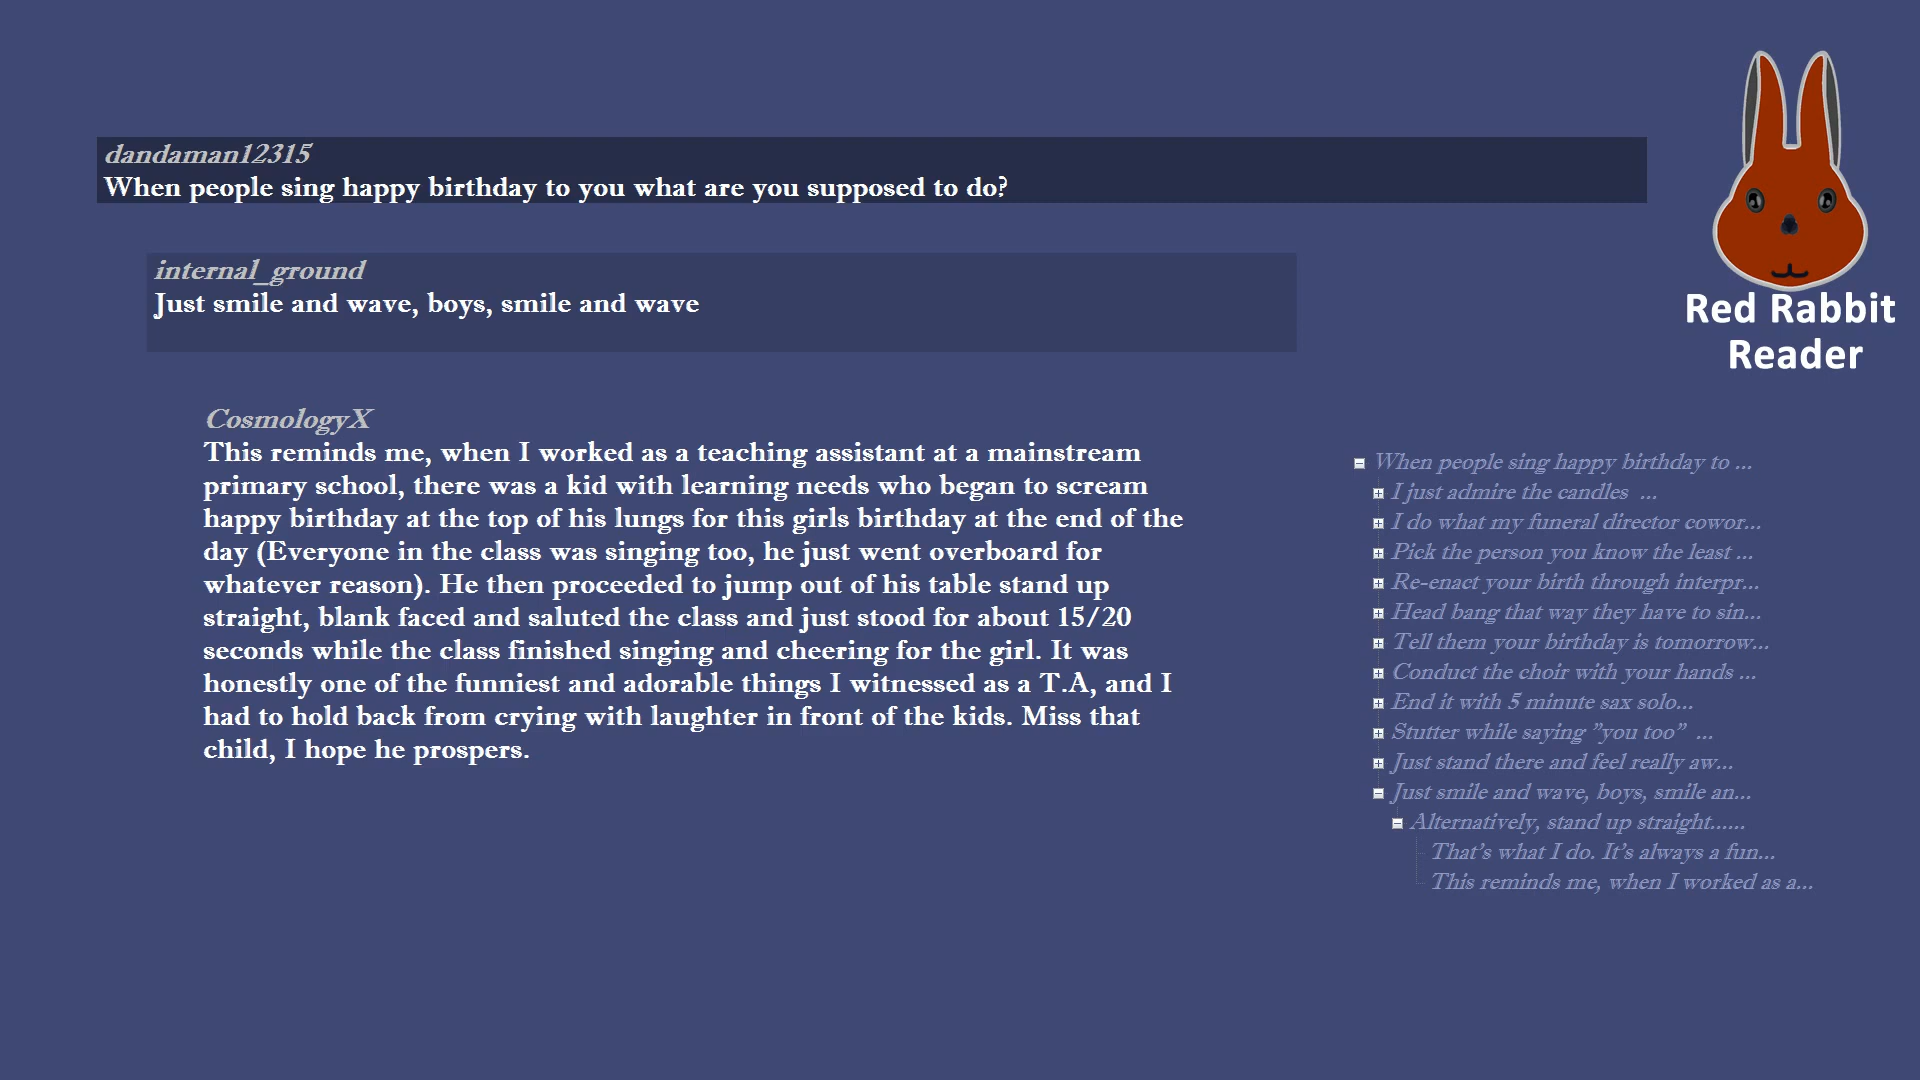 dandaman12315
When people sing happy birthday to you what are you supposed to do?
internal_ground
Just smile and wave, boys, smile and wave
CosmologyX
This reminds me, when I worked as a teaching assistant at a mainstream
primary school, there was a kid with learning needs who began to scream
happy birthday at the top of his lungs for this girls birthday at the end of the
day (Everyone in the class was singing too, he just went overboard for
whatever reason). He then proceeded to jump out of his table stand up
straight, blank faced and saluted the class and just stood for about 15/20
seconds while the class finished singing and cheering for the girl. It was
honestly one of the funniest and adorable things I witnessed as a T.A, and I
had to hold back from crying with laughter in front of the kids. Miss that
child, I hope he prospers.
Red Rabbit
Reader
When people sing happy birthday to ...
I just admire the candles  ...
I do what my funeral director cowor...
Pick the person you know the least ...
Re-enact your birth through interpr...
Head bang that way they have to sin...
Tell them your birthday is tomorrow...
Conduct the choir with your hands ...
End it with 5 minute sax solo...
Stutter while saying "you too"  ...
Just stand there and feel really aw...
Just smile and wave, boys, smile an...
Alternatively, stand up straight......
That's what I do. It's always a fun...
This reminds me, when I worked as a...